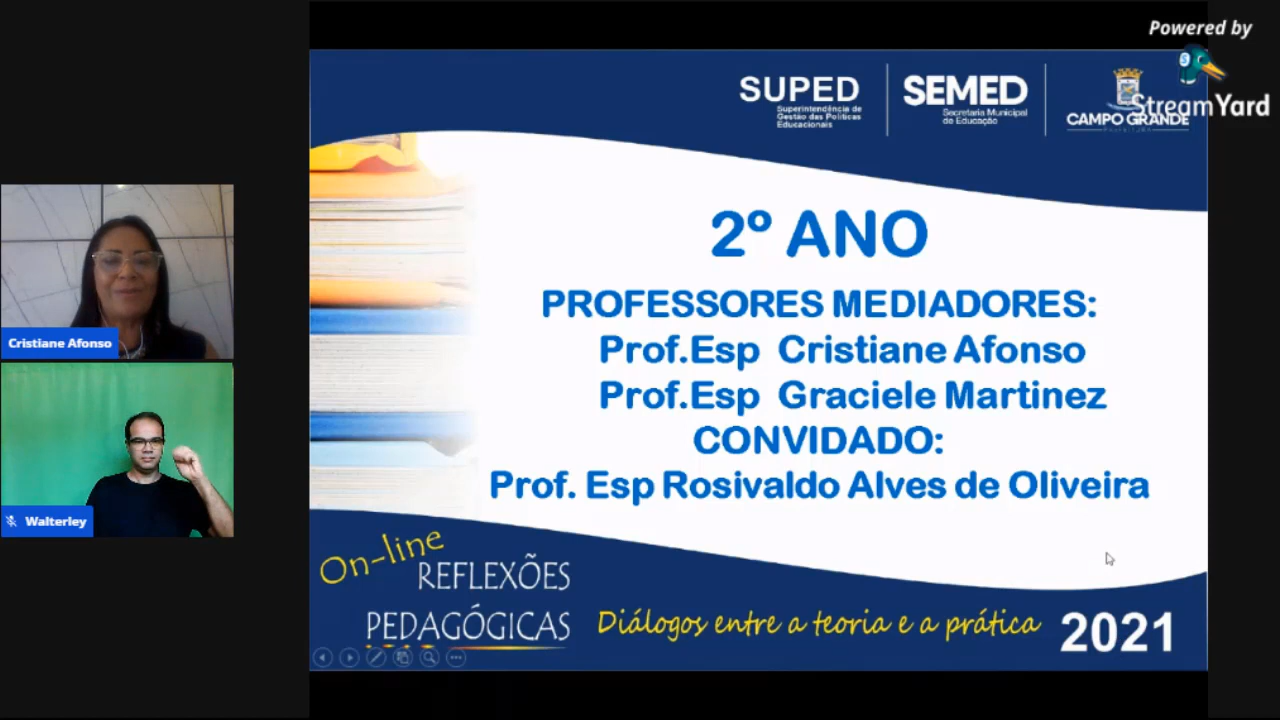 Powered by
StreamYard
SUPED
Superintendência de
Gestão das Políticas
Educacionais
SEMED
Secretaria Municipal
de Educação
CAMPO GRANDE
PREFEITURA
2º ANO
PROFESSORES MEDIADORES:
Prof.Esp Cristiane Afonso
Prof.Esp Graciele Martinez
CONVIDADO:
Prof. Esp Rosivaldo Alves de Oliveira
Cristiane Afonso
Walterley
On-line
REFLEXÕES
PEDAGÓGICAS
Diálogos entre a teoria e a prática
2021